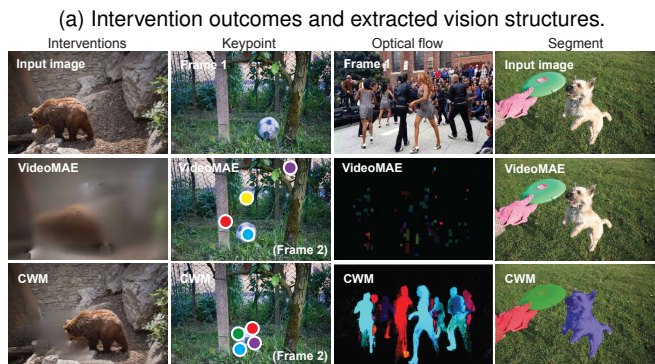 (a) Intervention outcomes and extracted vision structures.
Interventions Keypoint Optical flow Segment
Input image Frame 1 Frame 1 Input image
VideoMAE VideoMAE VideoMAE VideoMAE
(Frame 2)
CWM CWM CWM CWM
(Frame 2)